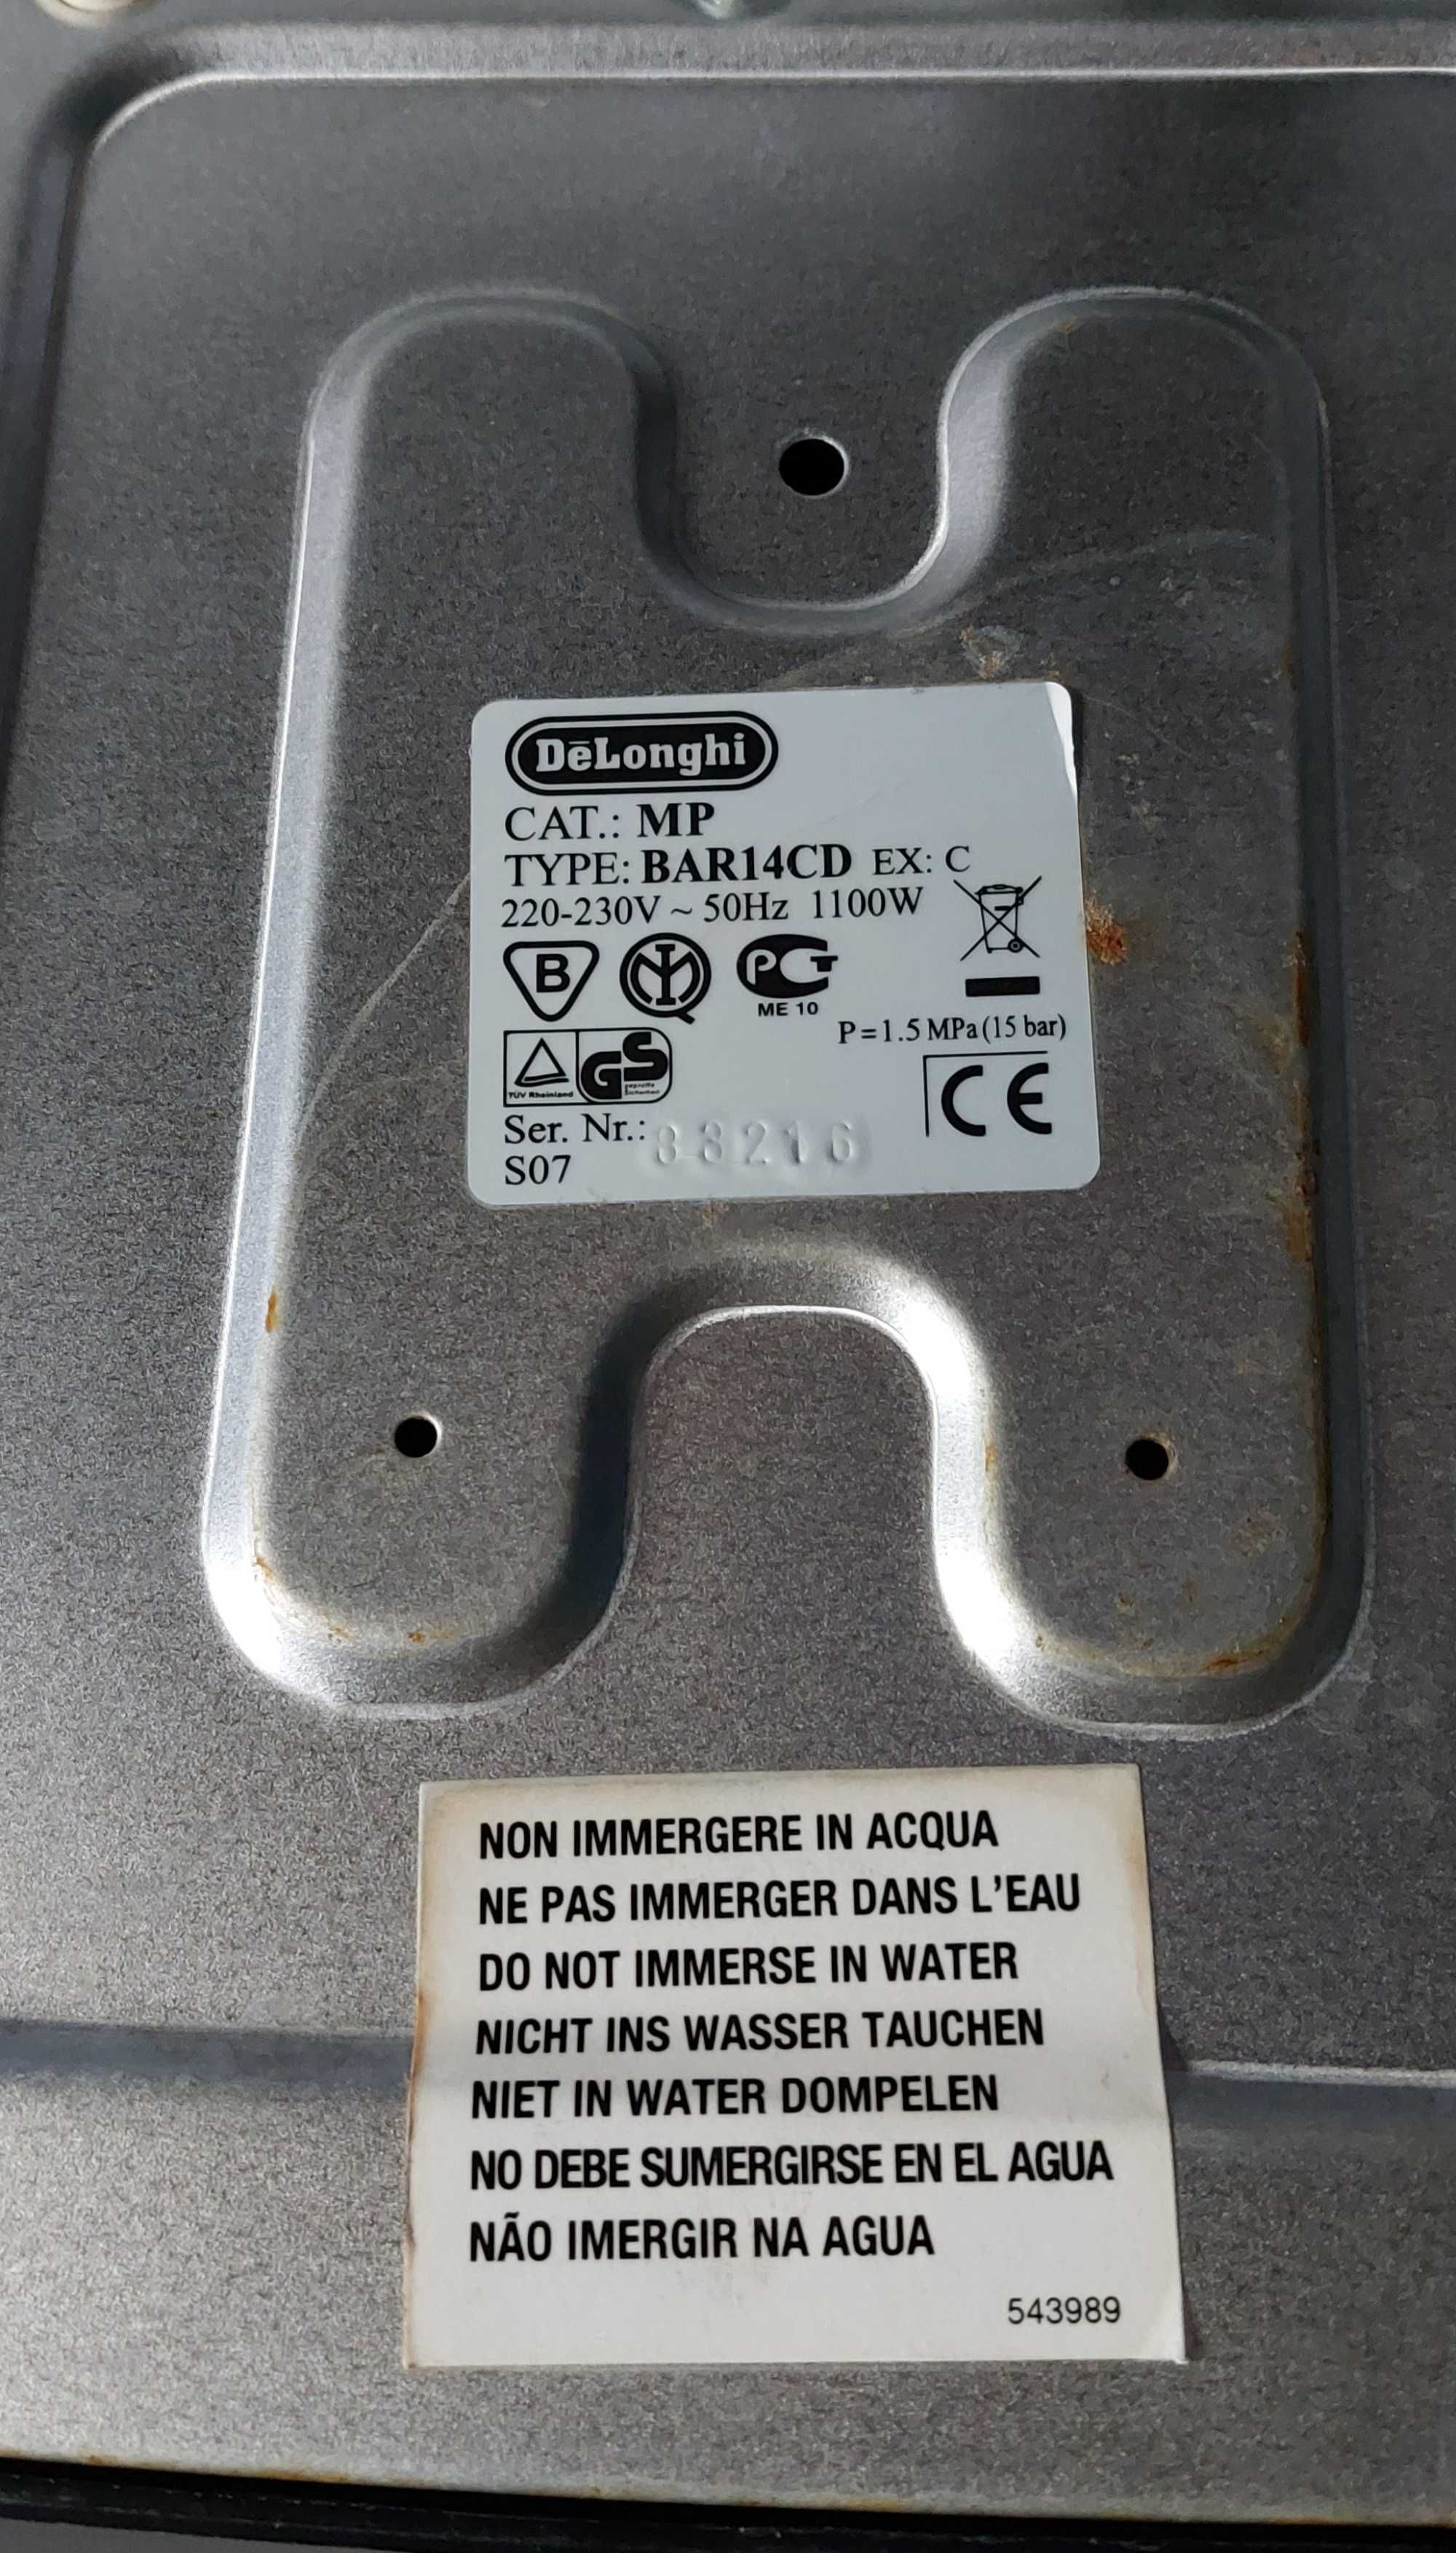 DeLonghi
CAT.: MP
TYPE: BAR14CD EX: C
220-230V ~ 50Hz 1100W
B
PCT
ME 10
P=1.5 MPa (15 bar)
TÜV Rheinland
GS
geprüfte
Sicherheit
CE
Ser. Nr.:
S07
NON IMMERGERE IN ACQUA
NE PAS IMMERGER DANS L'EAU
DO NOT IMMERSE IN WATER
NICHT INS WASSER TAUCHEN
NIET IN WATER DOMPELEN
NO DEBE SUMERGIRSE EN EL AGUA
NÃO IMERGIR NA AGUA
543989